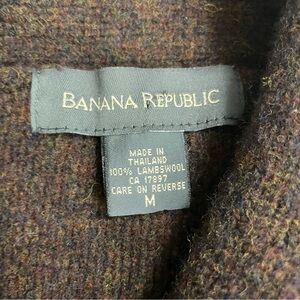 BANANA REPUBLIC
MADE IN
THAILAND
100% LAMBSWOOL
CA 17897
CARE ON REVERSE
M